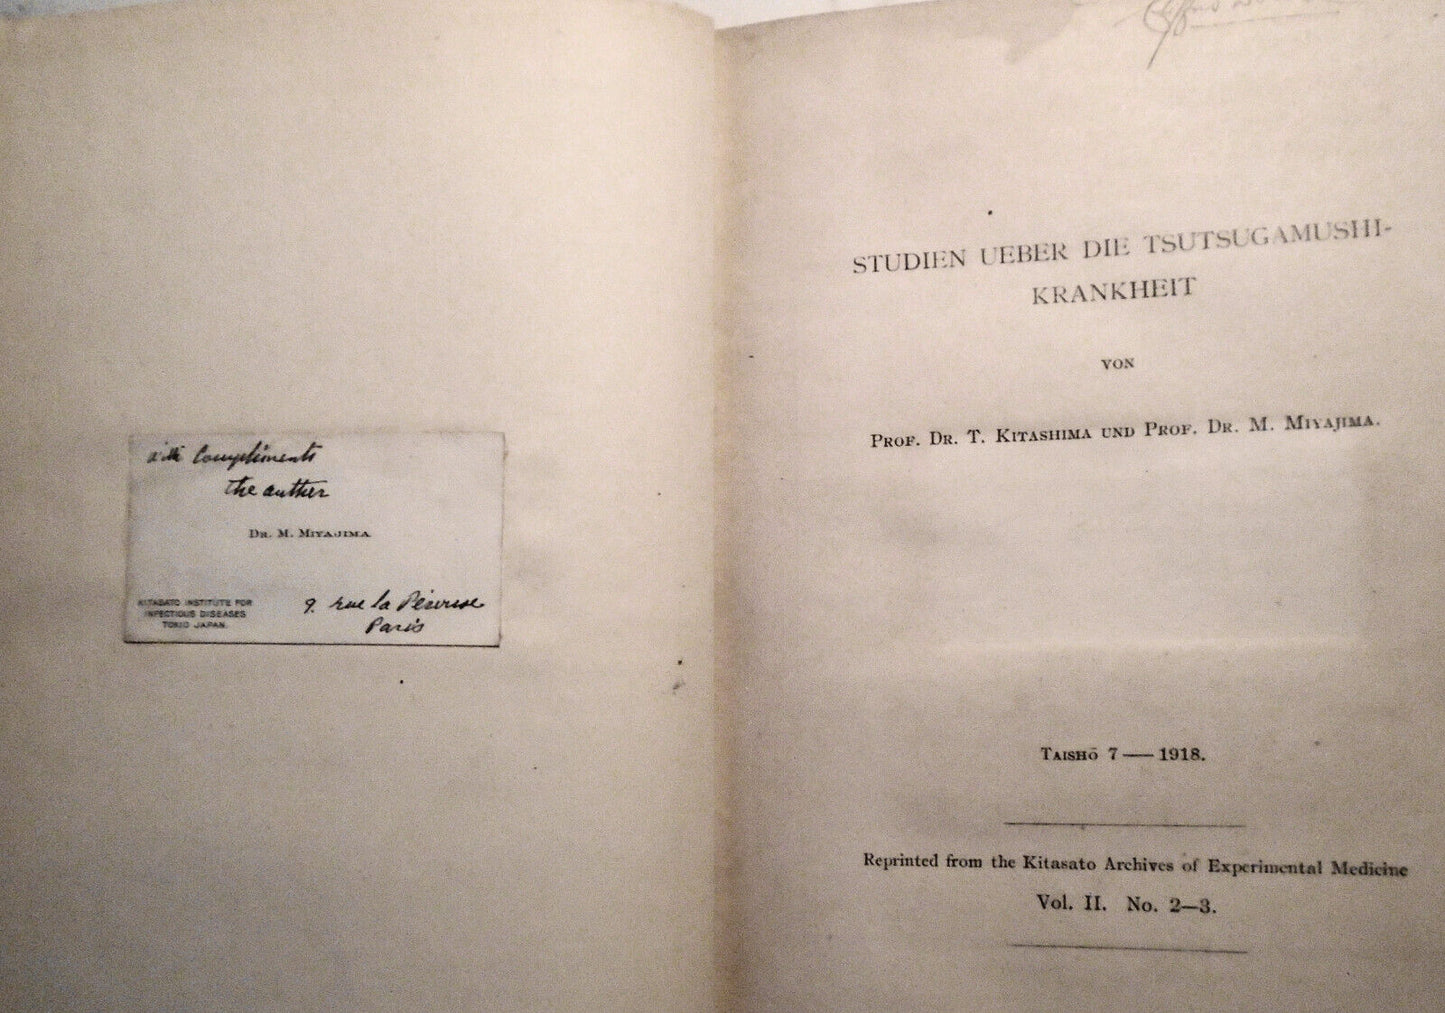 with Compliments
the auther
DR. M. MIYAJIMA
KITASATO INSTITUTE FOR
INFECTIOUS DISEASES
TOKIO JAPAN.
9. rue la Pérouse
Paris
STUDIEN UEBER DIE TSUTSUGAMUSHI-
KRANKHEIT
VON
PROF. DR. T. KITASHIMA UND PROF. DR. M. MIYAJIMA.
TAISHŌ 7 — 1918.
Reprinted from the Kitasato Archives of Experimental Medicine
Vol. II. No. 2—3.